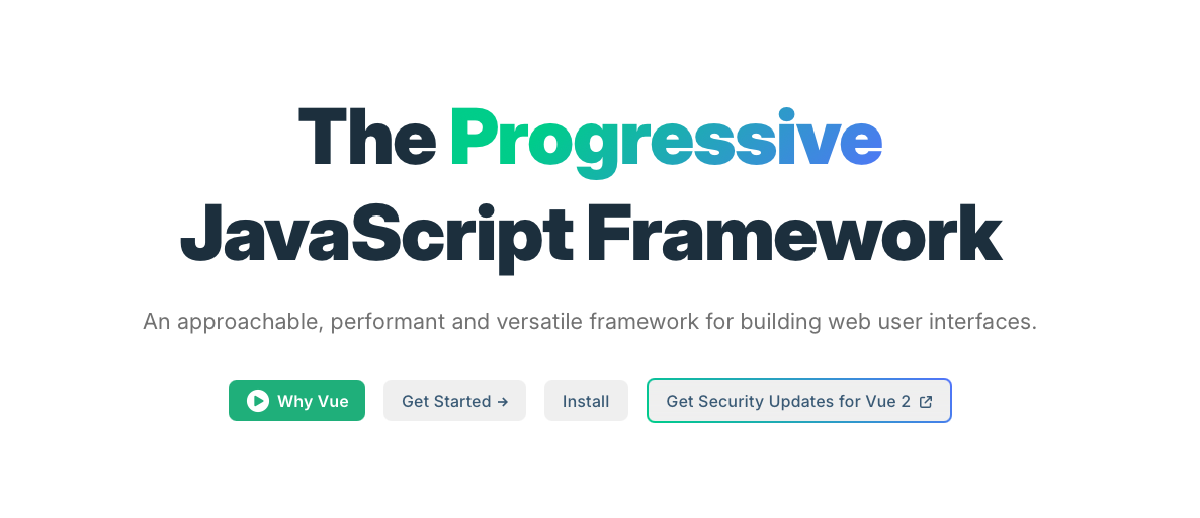 The Progressive
JavaScript Framework
An approachable, performant and versatile framework for building web user interfaces.
Why Vue
Get Started →
Install
Get Security Updates for Vue 2